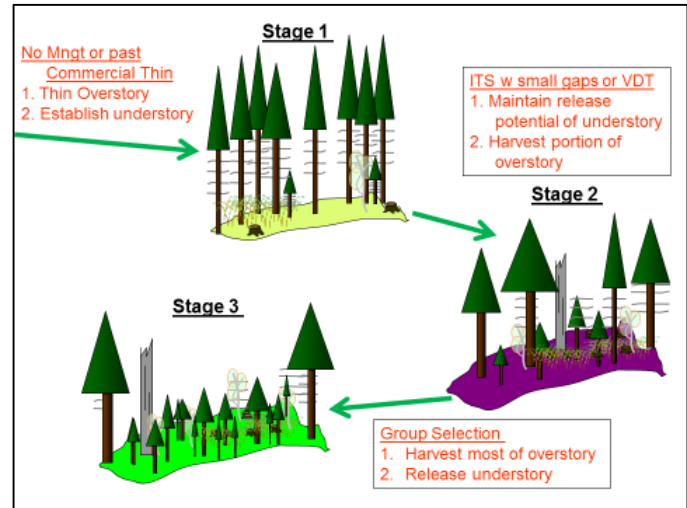 Stage 1
No Mngt or past
Commercial Thin
1. Thin Overstory
2. Establish understory
ITS w small gaps or VDT
1. Maintain release
potential of understory
2. Harvest portion of
overstory
Stage 2
Stage 3
Group Selection
1. Harvest most of overstory
2. Release understory